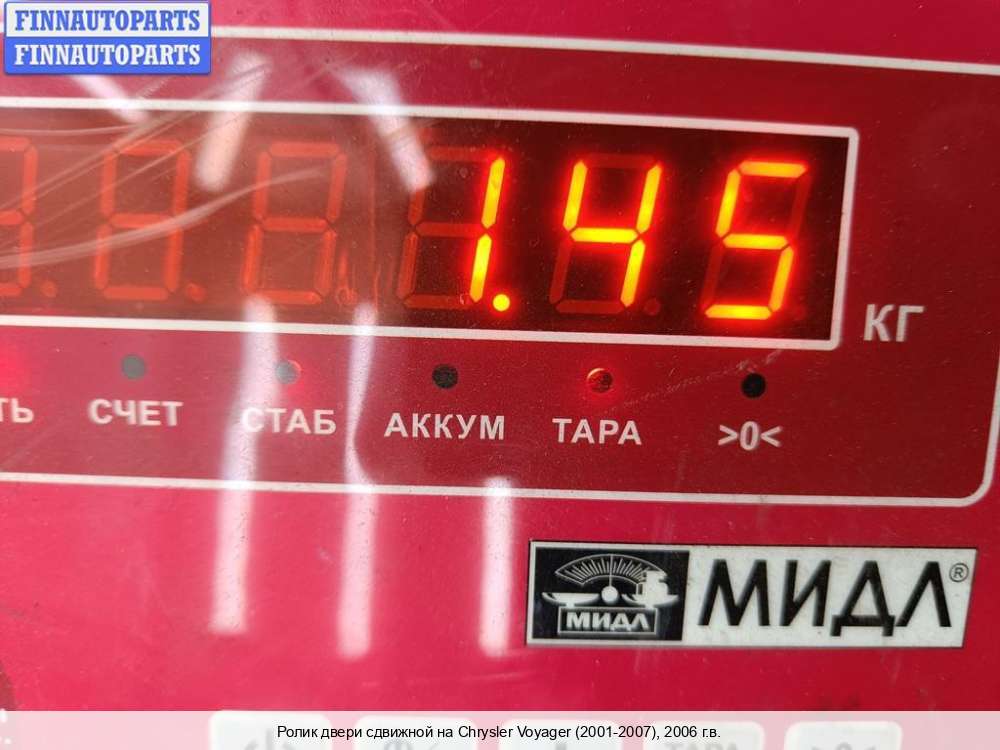 FINNAUTOPARTS
FINNAUTOPARTS
1.45
КГ
ТЬ СЧЕТ СТАБ АККУМ ТАРА >0<
МИДЛ МИДЛ®
Ролик двери сдвижной на Chrysler Voyager (2001-2007), 2006 г.в.